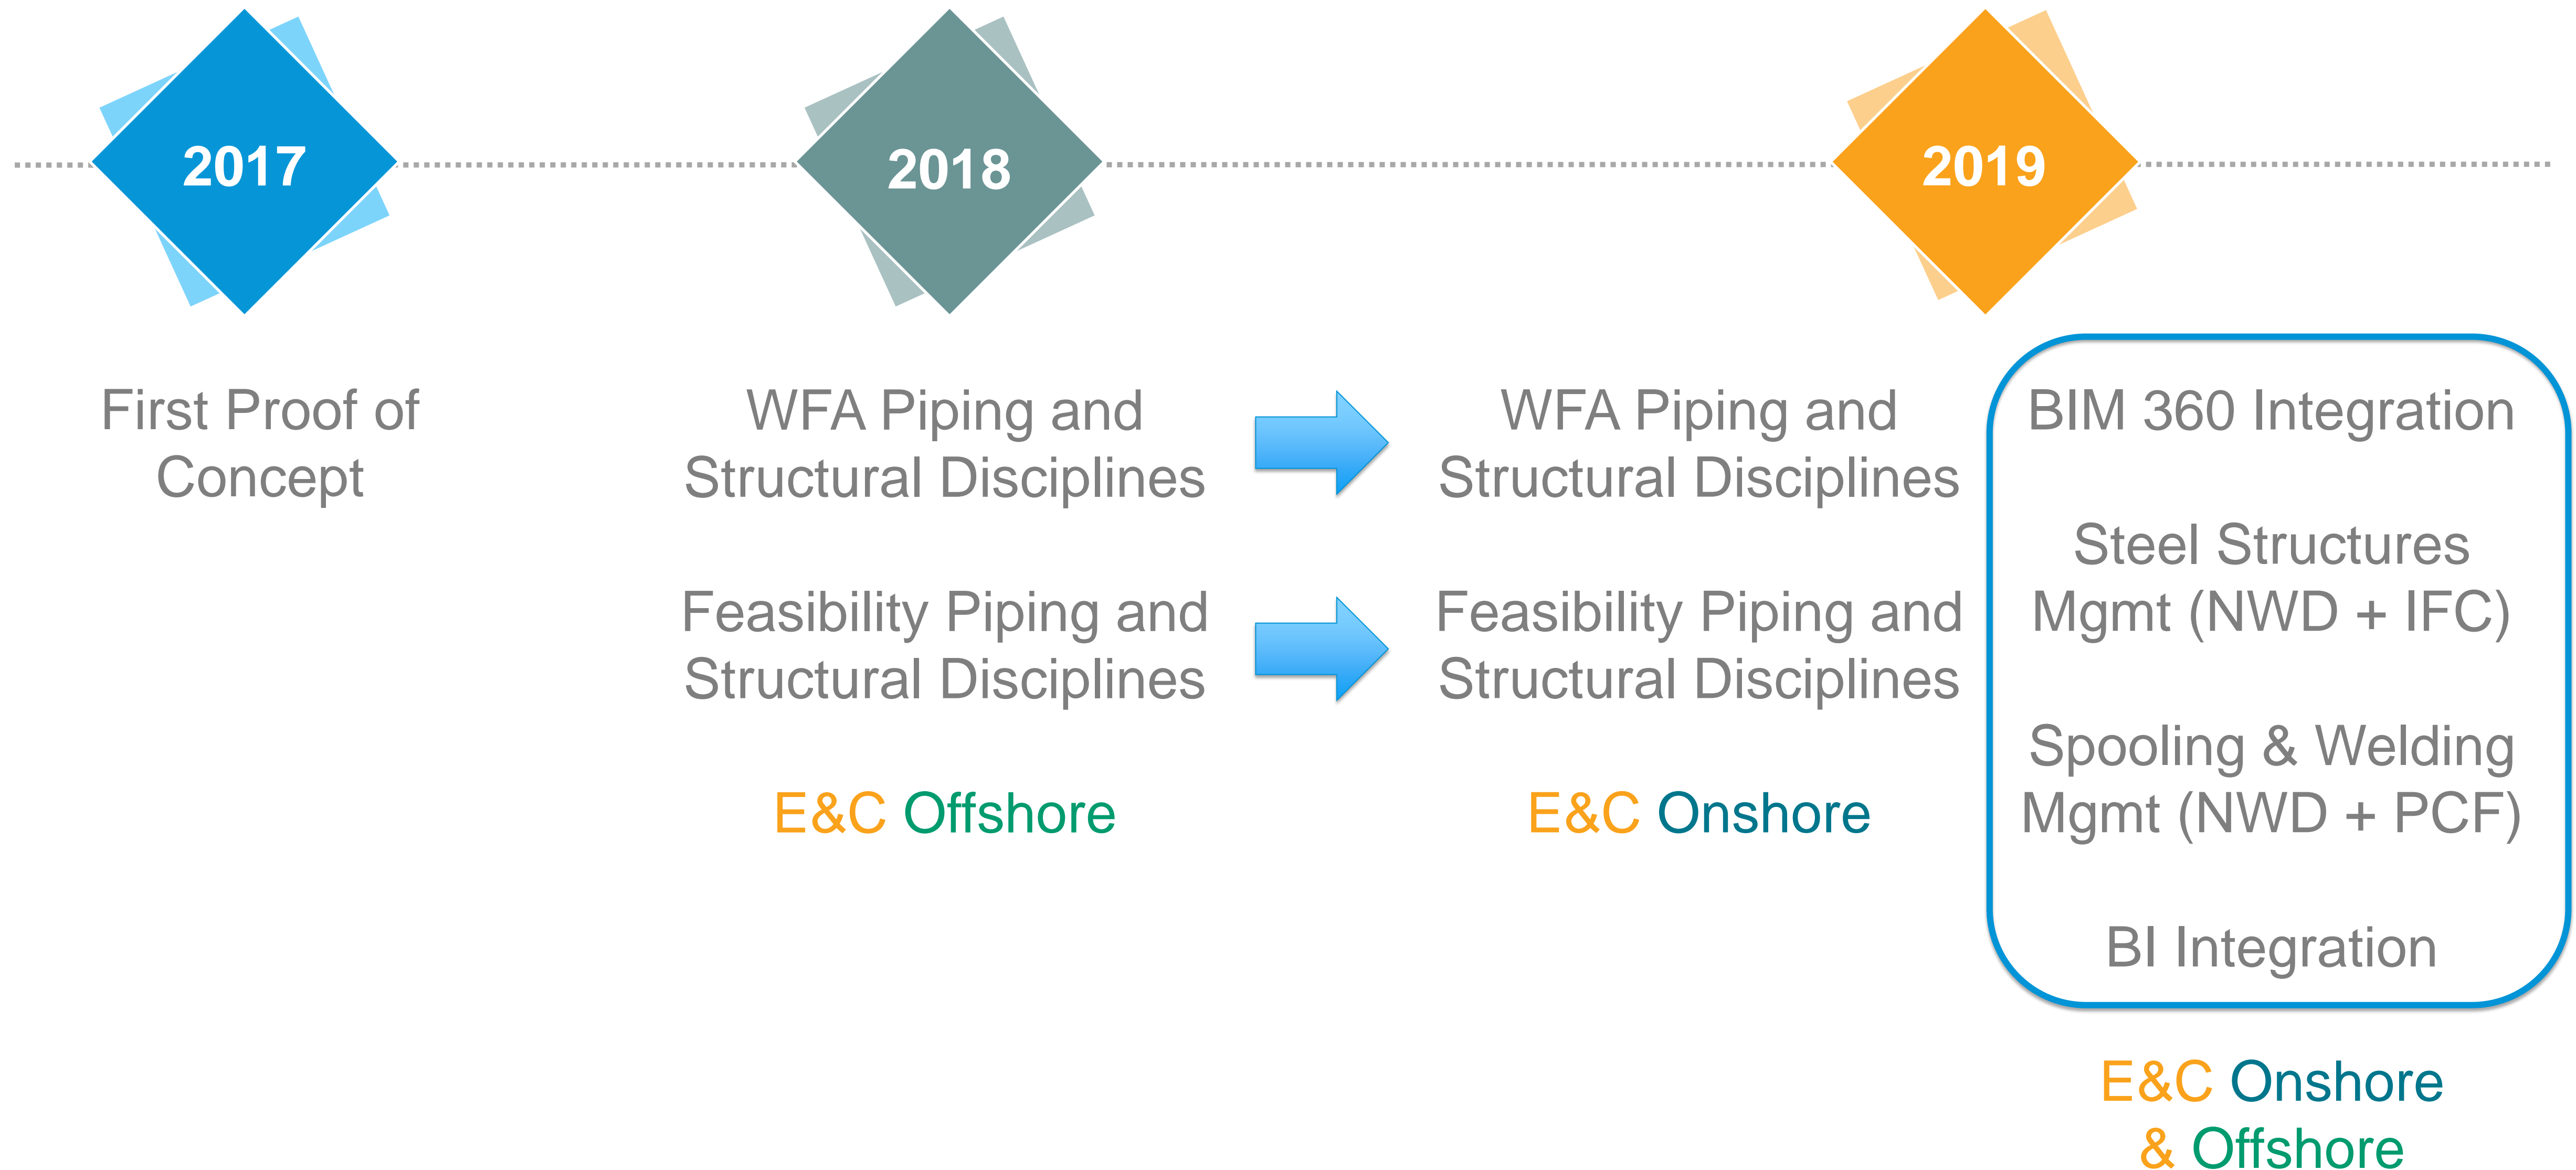 2017
2018
2019
First Proof of
Concept
WFA Piping and
Structural Disciplines
Feasibility Piping and
Structural Disciplines
E&C Offshore
WFA Piping and
Structural Disciplines
Feasibility Piping and
Structural Disciplines
E&C Onshore
BIM 360 Integration
Steel Structures
Mgmt (NWD + IFC)
Spooling & Welding
Mgmt (NWD + PCF)
BI Integration
E&C Onshore
& Offshore